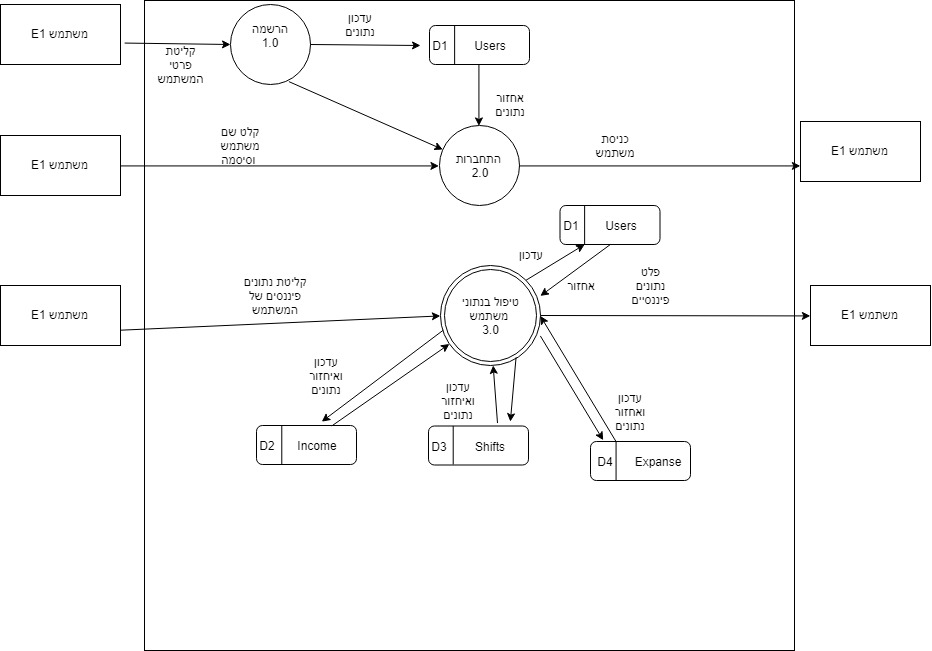 משתמש E1
קליטת
פרטי
המשתמש
הרשמה
1.0
עדכון
נתונים
D1
Users
אחזור
נתונים
משתמש E1
קלט שם
משתמש
וסיסמה
התחברות
2.0
כניסת
משתמש
משתמש E1
D1
Users
עדכון
אחזור
משתמש E1
קליטת נתונים
פיננסים של
המשתמש
טיפול בנתוני
משתמש
3.0
פלט
נתונים
פיננסיים
משתמש E1
עדכון
ואיחזור
נתונים
D2
Income
עדכון
ואיחזור
נתונים
D3
Shifts
עדכון
ואחזור
נתונים
D4
Expanse